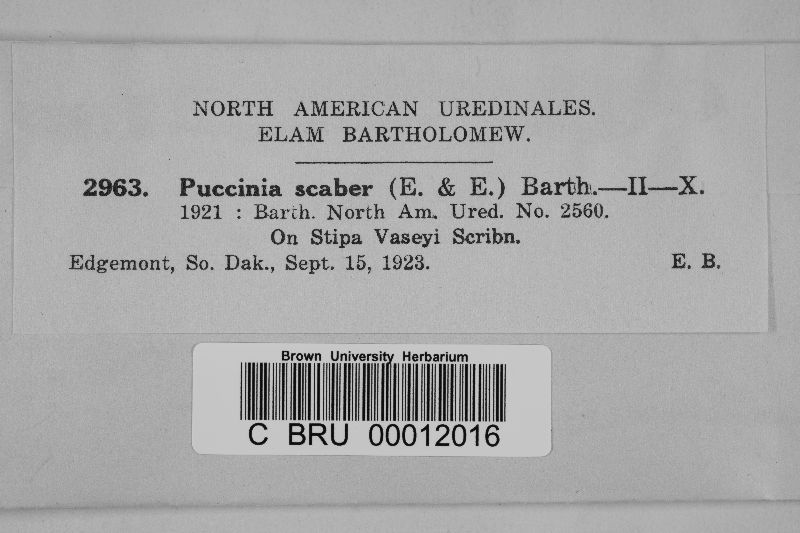 NORTH AMERICAN UREDINALES.
ELAM BARTHOLOMEW.
2963. Puccinia scaber (E. & E.) Barth.—II—X.
1921 : Barth. North Am. Ured. No. 2560.
On Stipa Vaseyi Scribn.
Edgemont, So. Dak., Sept. 15, 1923. E. B.
Brown University Herbarium
C BRU 00012016